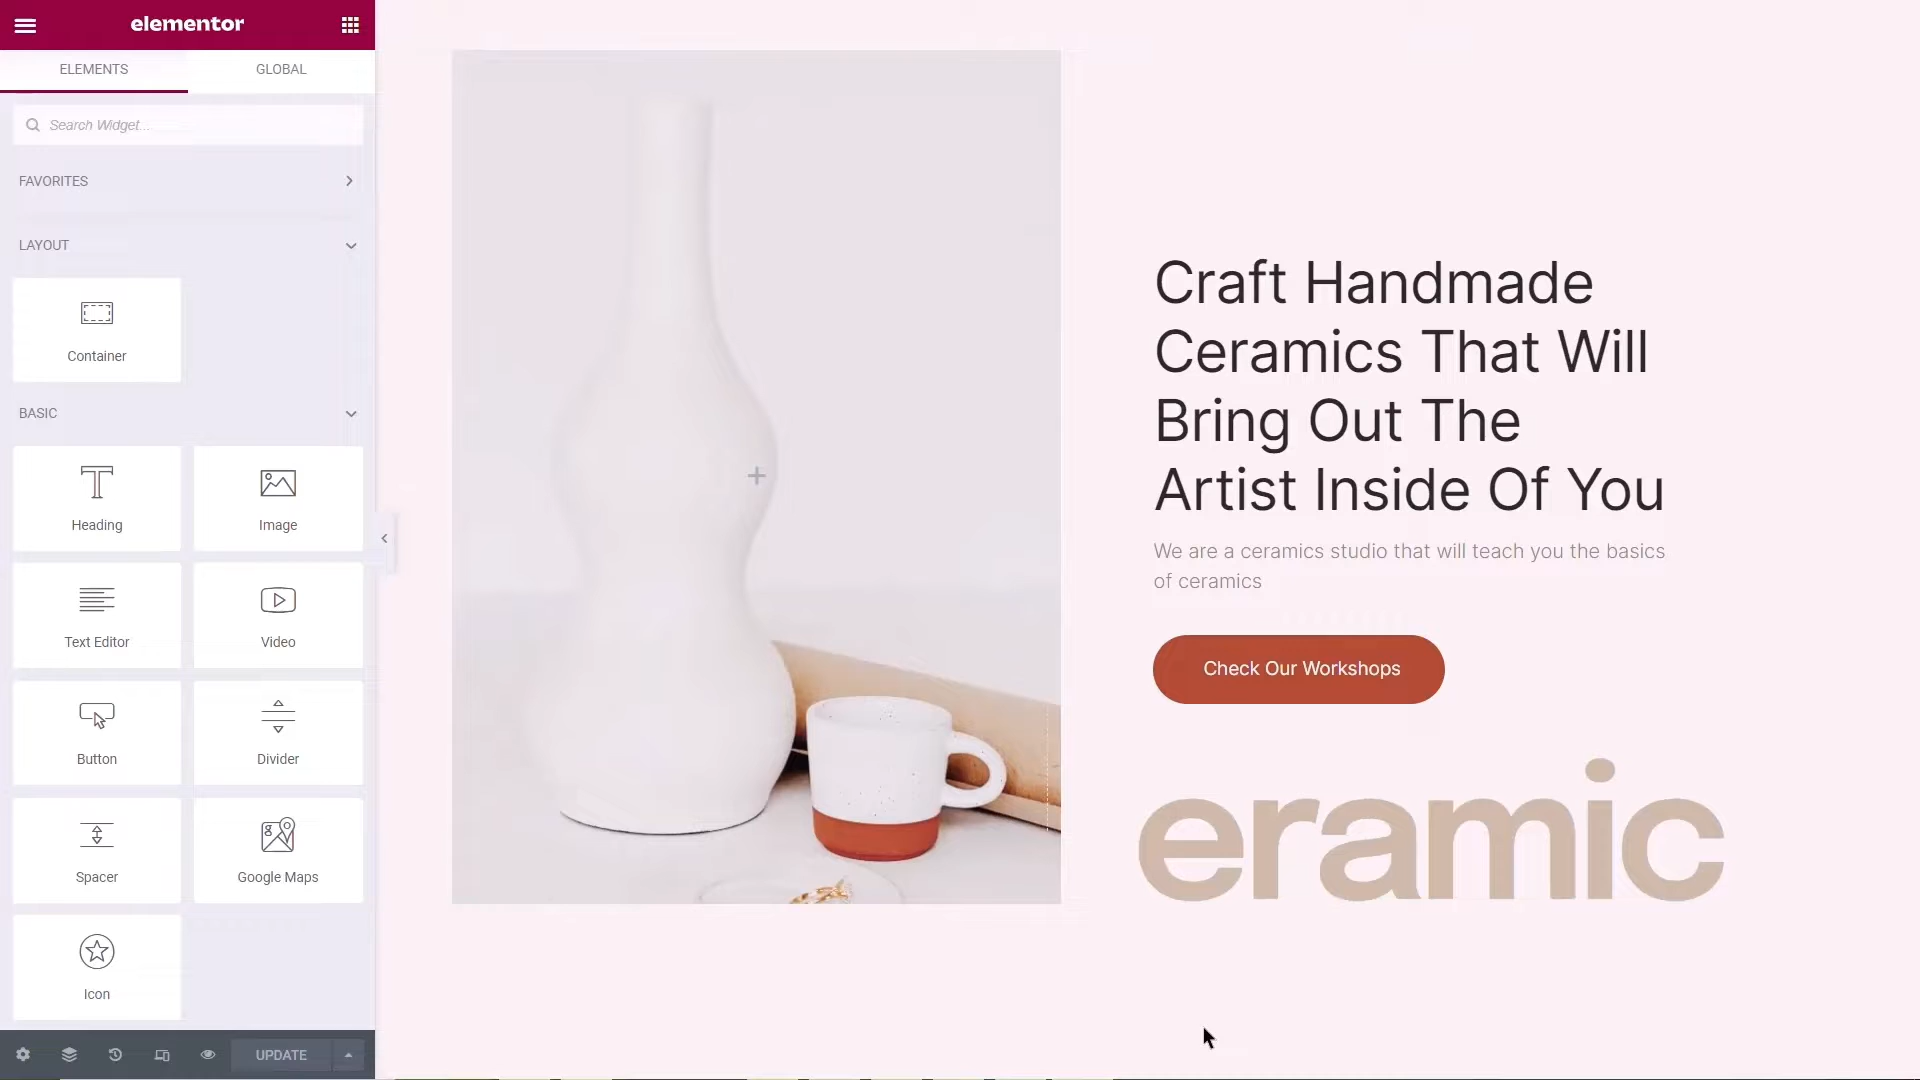 elementor
ELEMENTS
GLOBAL
Search Widget...
FAVORITES
LAYOUT
Container
BASIC
Heading
Image
Text Editor
Video
Button
Divider
Spacer
Google Maps
Icon
UPDATE
Craft Handmade
Ceramics That Will
Bring Out The
Artist Inside Of You
We are a ceramics studio that will teach you the basics
of ceramics
Check Our Workshops
eramic